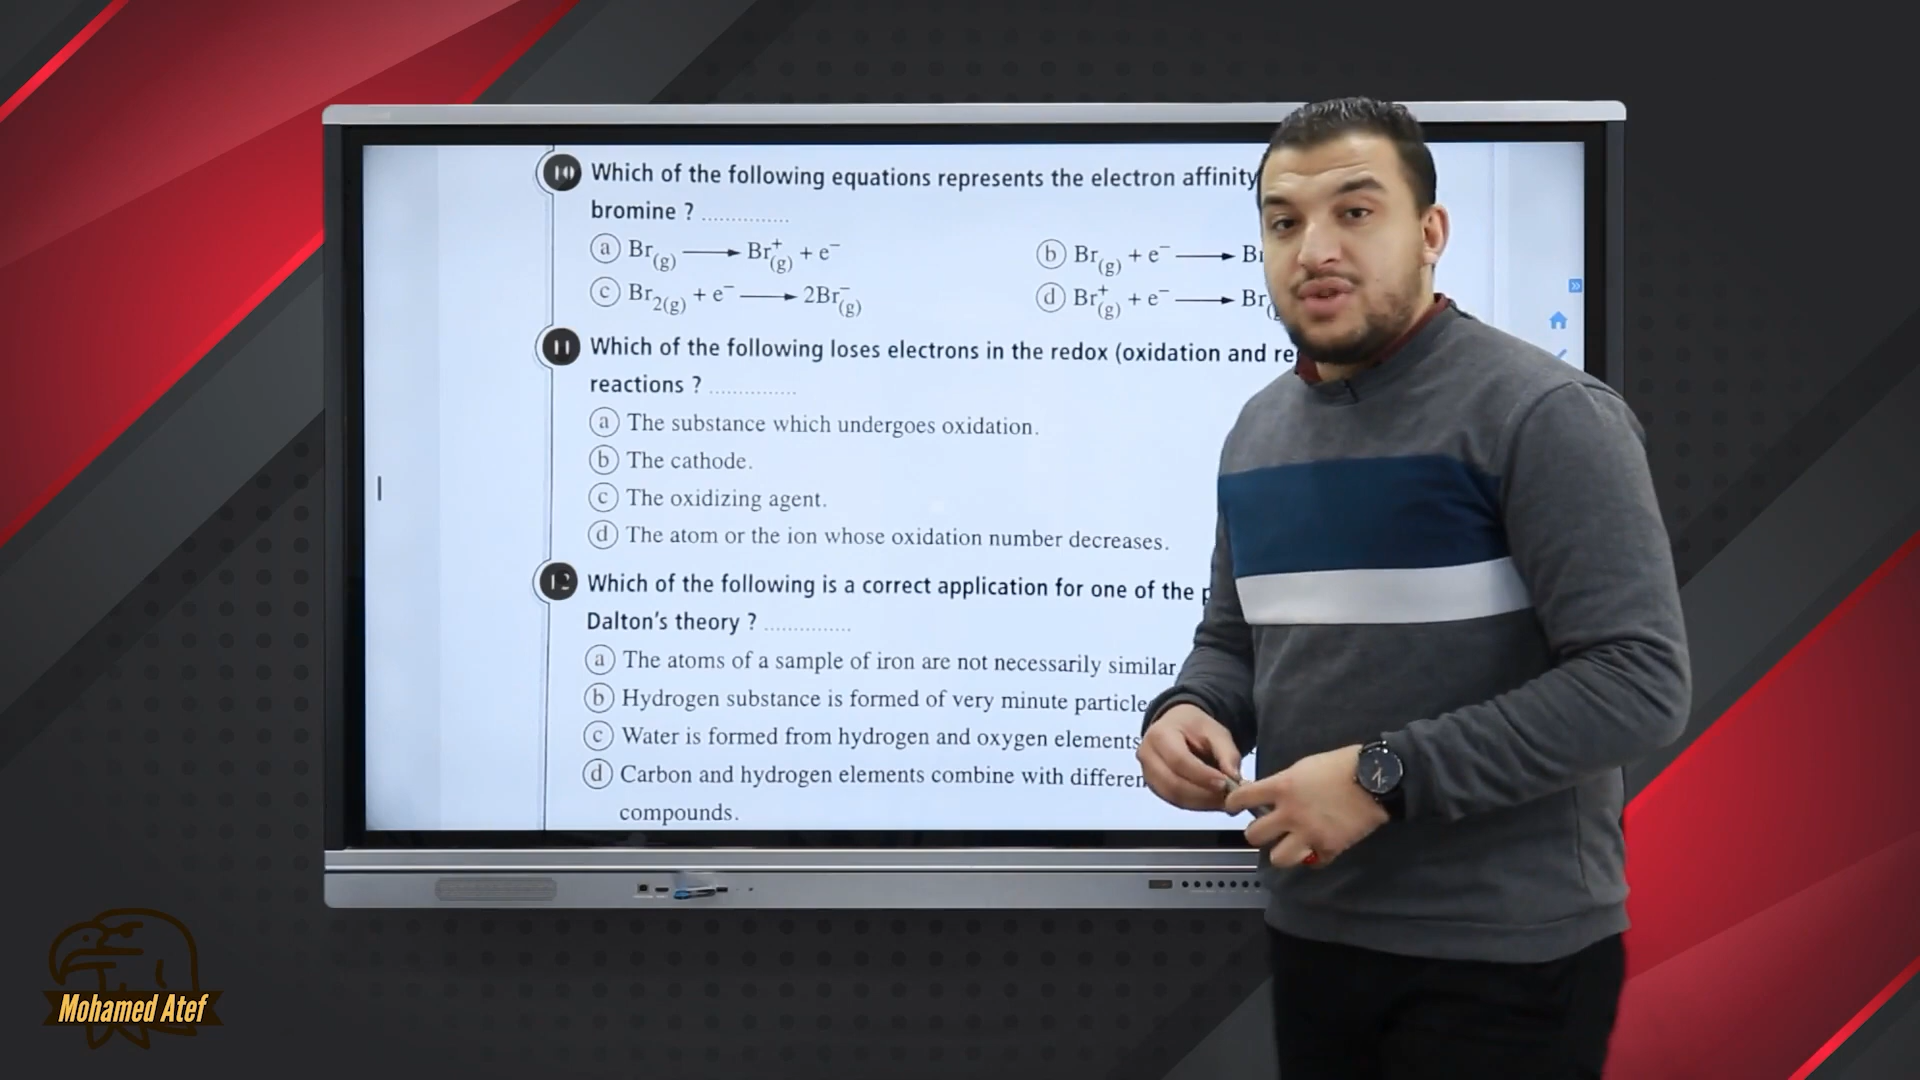 10 Which of the following equations represents the electron affinity
bromine ? ...............
a Br(g) ⟶ Br⁺(g) + e⁻
b Br(g) + e⁻ ⟶
c Br₂(g) + e⁻ ⟶ 2Br⁻(g)
d Br⁺(g) + e⁻ ⟶ Br
11 Which of the following loses electrons in the redox (oxidation and
reactions ? ...............
a The substance which undergoes oxidation.
b The cathode.
c The oxidizing agent.
d The atom or the ion whose oxidation number decreases.
12 Which of the following is a correct application for one of the
Dalton's theory ? ...............
a The atoms of a sample of iron are not necessarily similar
b Hydrogen substance is formed of very minute
c Water is formed from hydrogen and oxygen elements
d Carbon and hydrogen elements combine with
compounds.
Mohamed Atef